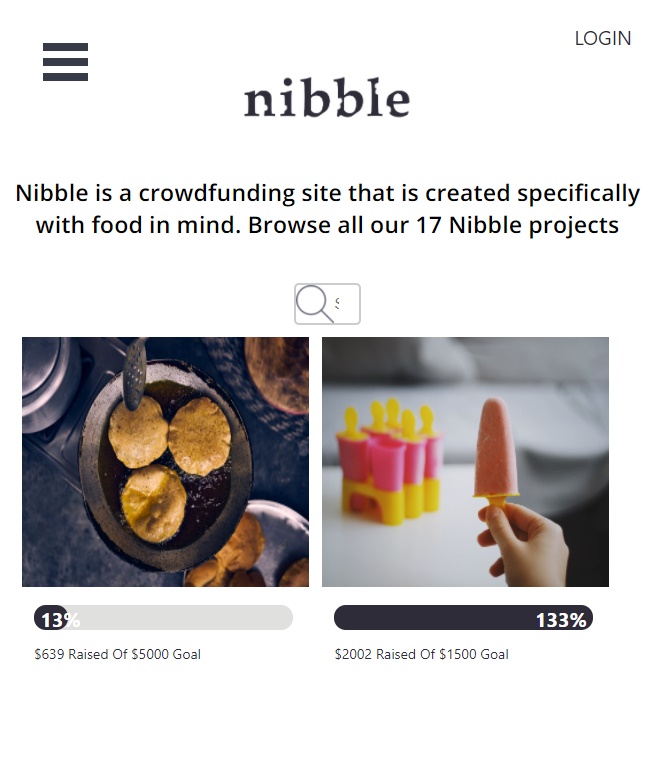 LOGIN
nibble
Nibble is a crowdfunding site that is created specifically
with food in mind. Browse all our 17 Nibble projects
13%
133%
$639 Raised Of $5000 Goal
$2002 Raised Of $1500 Goal